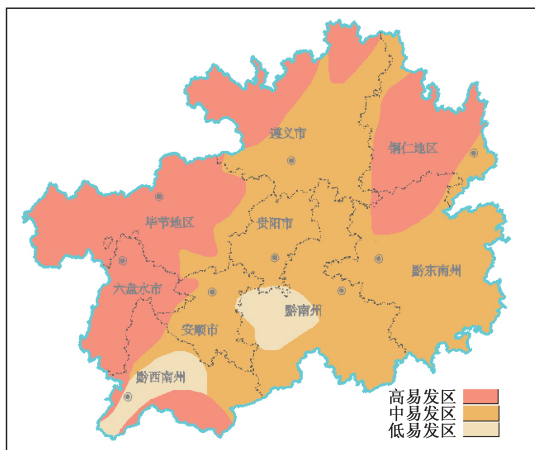 遵义市
铜仁地区
毕节地区
贵阳市
黔东南州
六盘水市
黔南州
安顺市
黔西南州
高易发区
中易发区
低易发区